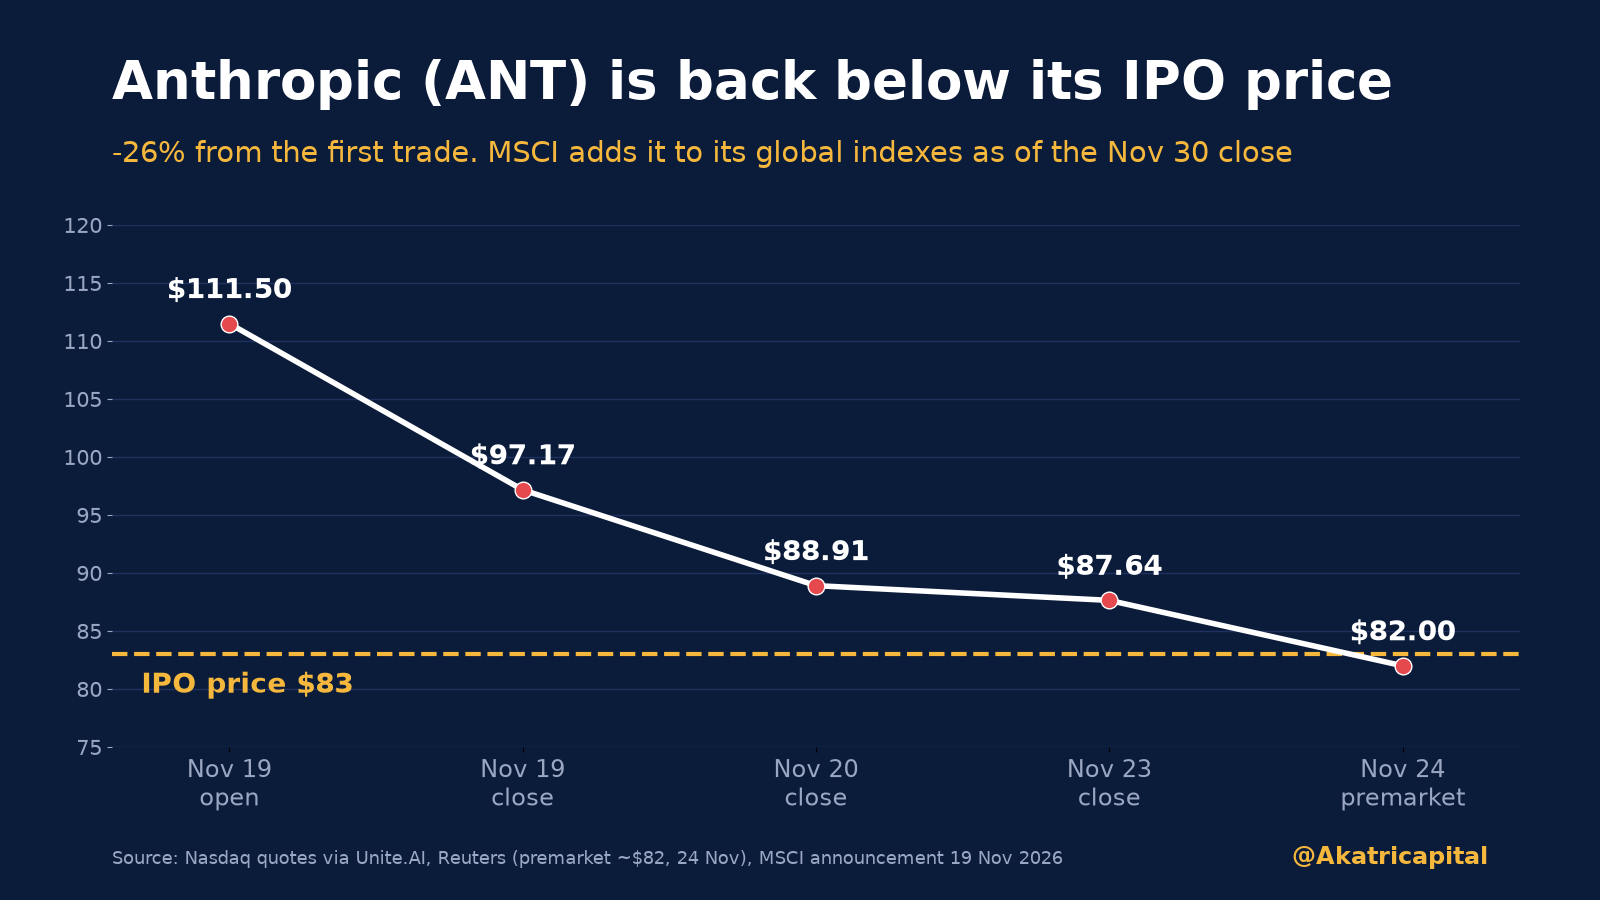 Anthropic (ANT) is back below its IPO price
-26% from the first trade. MSCI adds it to its global indexes as of the Nov 30 close
120
115
110
105
100
95
90
85
80
75
$111.50
$97.17
$88.91
$87.64
$82.00
IPO price $83
Nov 19
open
Nov 19
close
Nov 20
close
Nov 23
close
Nov 24
premarket
Source: Nasdaq quotes via Unite.AI, Reuters (premarket ~$82, 24 Nov), MSCI announcement 19 Nov 2026
@Akatricapital